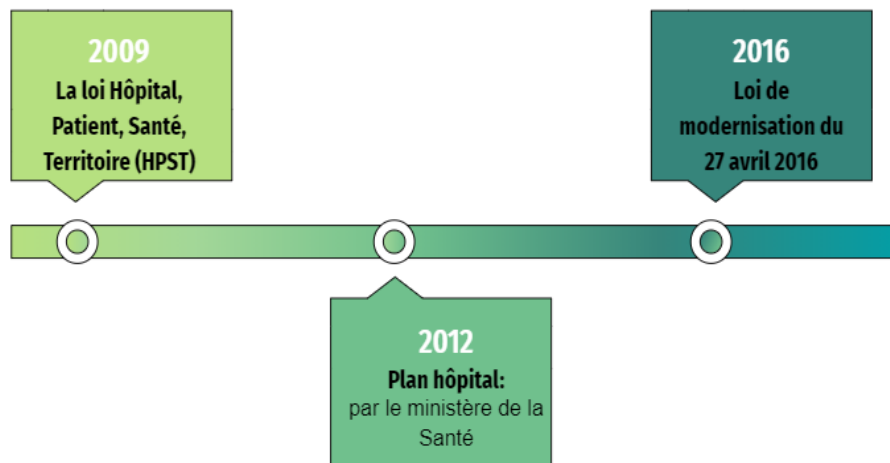 2009
La loi Hôpital,
Patient, Santé,
Territoire (HPST)
2016
Loi de
modernisation du
27 avril 2016
2012
Plan hôpital:
par le ministère de la
Santé